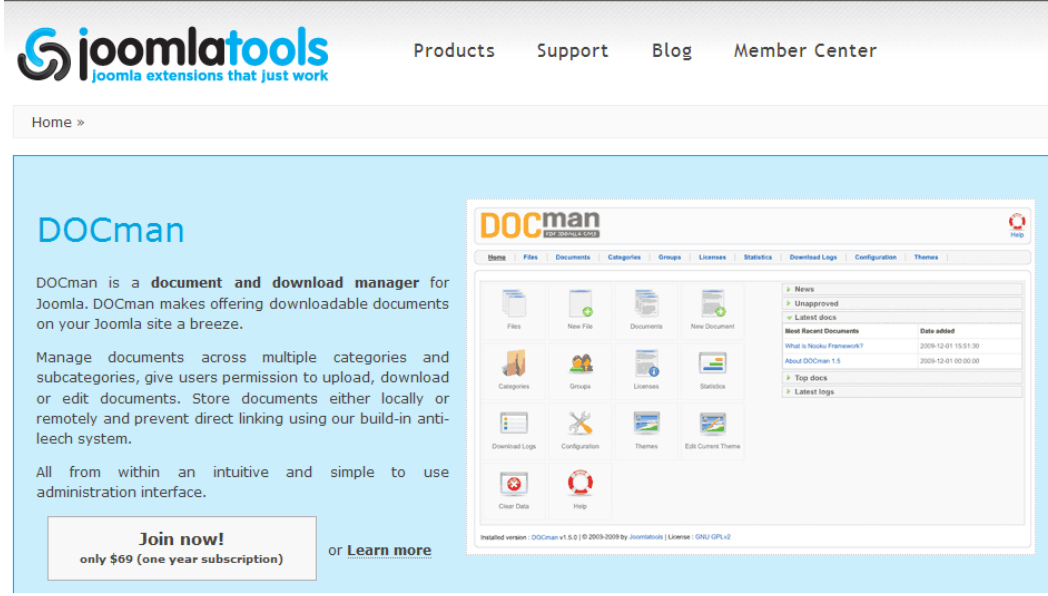 joomlatools
joomla extensions that just work
Products Support Blog Member Center
Home »
DOCman
DOCman is a document and download manager for
Joomla. DOCman makes offering downloadable documents
on your Joomla site a breeze.
Manage documents across multiple categories and
subcategories, give users permission to upload, download
or edit documents. Store documents either locally or
remotely and prevent direct linking using our build-in anti-
leech system.
All from within an intuitive and simple to use
administration interface.
Join now!
only $69 (one year subscription)
or Learn more
DOCman
FOR JOOMLA
Help
Home Files Documents Categories Groups Licenses Statistics Download Logs Configuration Themes
Files New File Documents New Document
Categories Groups Licenses Statistics
Download Logs Configuration Themes Edit Current Theme
Clear Data Help
News
Unapproved
Latest docs
Most Recent Documents Date added
What is Nooku Framework? 2009-12-01 15:51:30
About DOCman 1.5 2009-12-01 00:00:00
Top docs
Latest logs
Installed version : DOCman v1.5.0 | © 2003-2009 by Joomlatools | License : GNU GPLv2